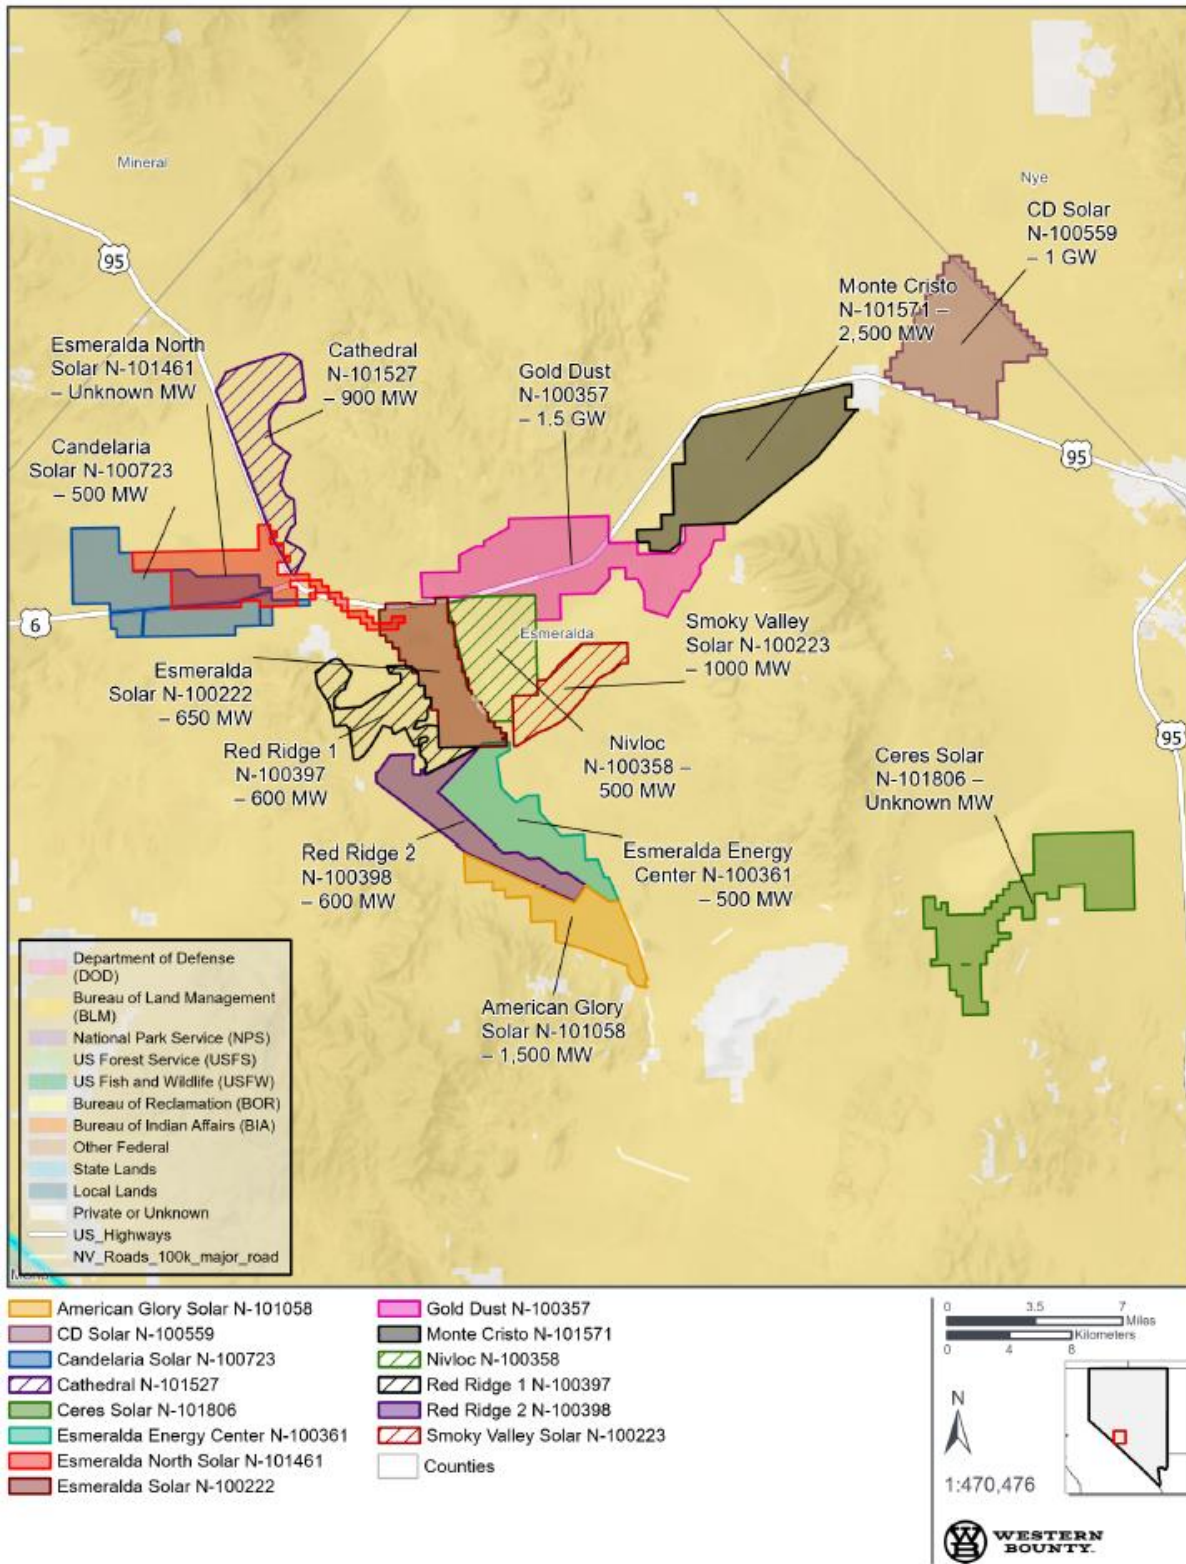 Mineral
Nye
95
CD Solar
N-100559
– 1 GW
Monte Cristo
N-101571 –
2,500 MW
Esmeralda North
Solar N-101461
– Unknown MW
Cathedral
N-101527
– 900 MW
Gold Dust
N-100357
– 1.5 GW
Candelaria
Solar N-100723
– 500 MW
95
6
Esmeralda
Smoky Valley
Solar N-100223
– 1000 MW
Esmeralda
Solar N-100222
– 650 MW
Red Ridge 1
N-100397
– 600 MW
Nivloc
N-100358 –
500 MW
95
Ceres Solar
N-101806 –
Unknown MW
Red Ridge 2
N-100398
– 600 MW
Esmeralda Energy
Center N-100361
– 500 MW
American Glory
Solar N-101058
– 1,500 MW
Department of Defense
(DOD)
Bureau of Land Management
(BLM)
National Park Service (NPS)
US Forest Service (USFS)
US Fish and Wildlife (USFW)
Bureau of Reclamation (BOR)
Bureau of Indian Affairs (BIA)
Other Federal
State Lands
Local Lands
Private or Unknown
US_Highways
NV_Roads_100k_major_road
American Glory Solar N-101058
CD Solar N-100559
Candelaria Solar N-100723
Cathedral N-101527
Ceres Solar N-101806
Esmeralda Energy Center N-100361
Esmeralda North Solar N-101461
Esmeralda Solar N-100222
Gold Dust N-100357
Monte Cristo N-101571
Nivloc N-100358
Red Ridge 1 N-100397
Red Ridge 2 N-100398
Smoky Valley Solar N-100223
Counties
0 3.5 7
Miles
Kilometers
0 4 8
N
1:470,476
WESTERN
BOUNTY